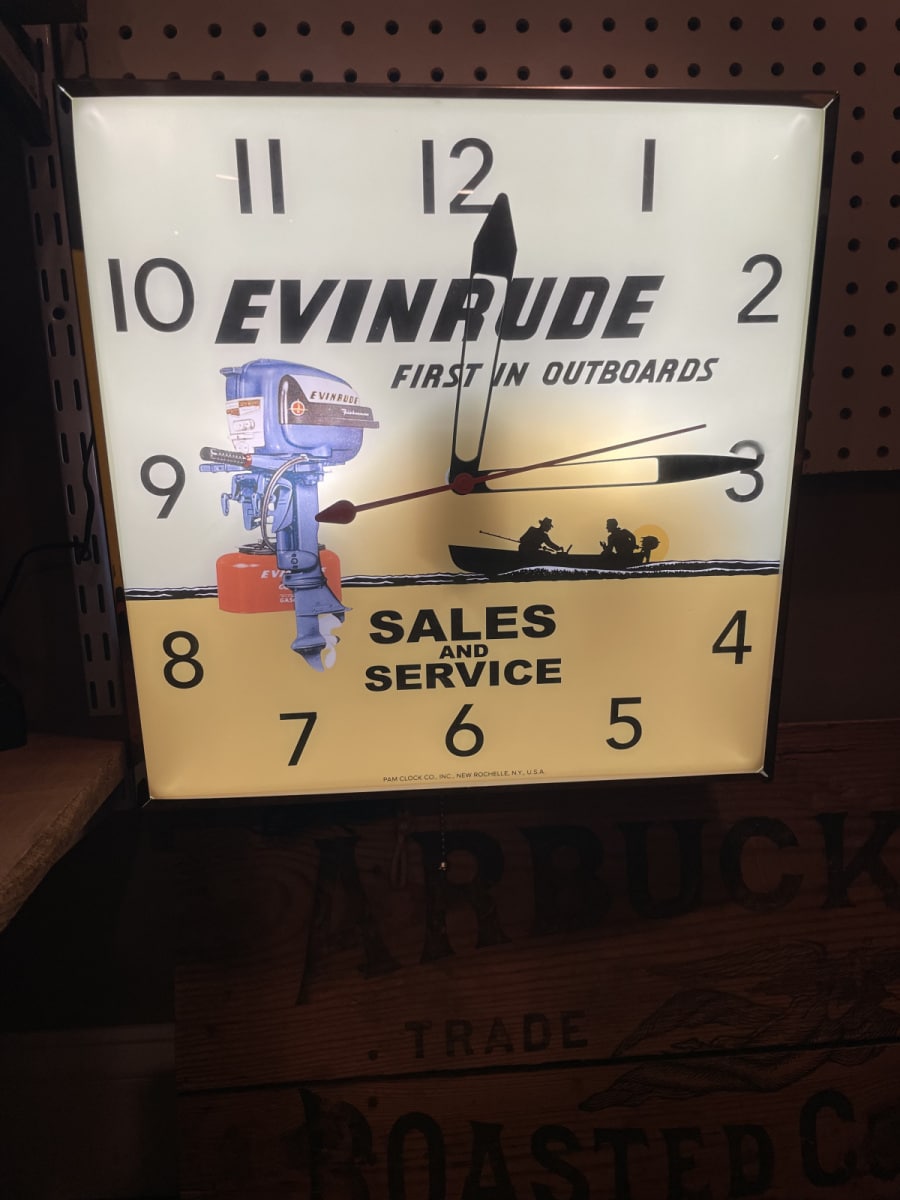 11 12 1
10 2
EVINRUDE
FIRST IN OUTBOARDS
EVINRUDE
9 3
SALES
AND
SERVICE
8 4
7 6 5
PAM CLOCK CO., INC., NEW ROCHELLE, N.Y., U.S.A.
ARBUCK
TRADE
ROASTED CO